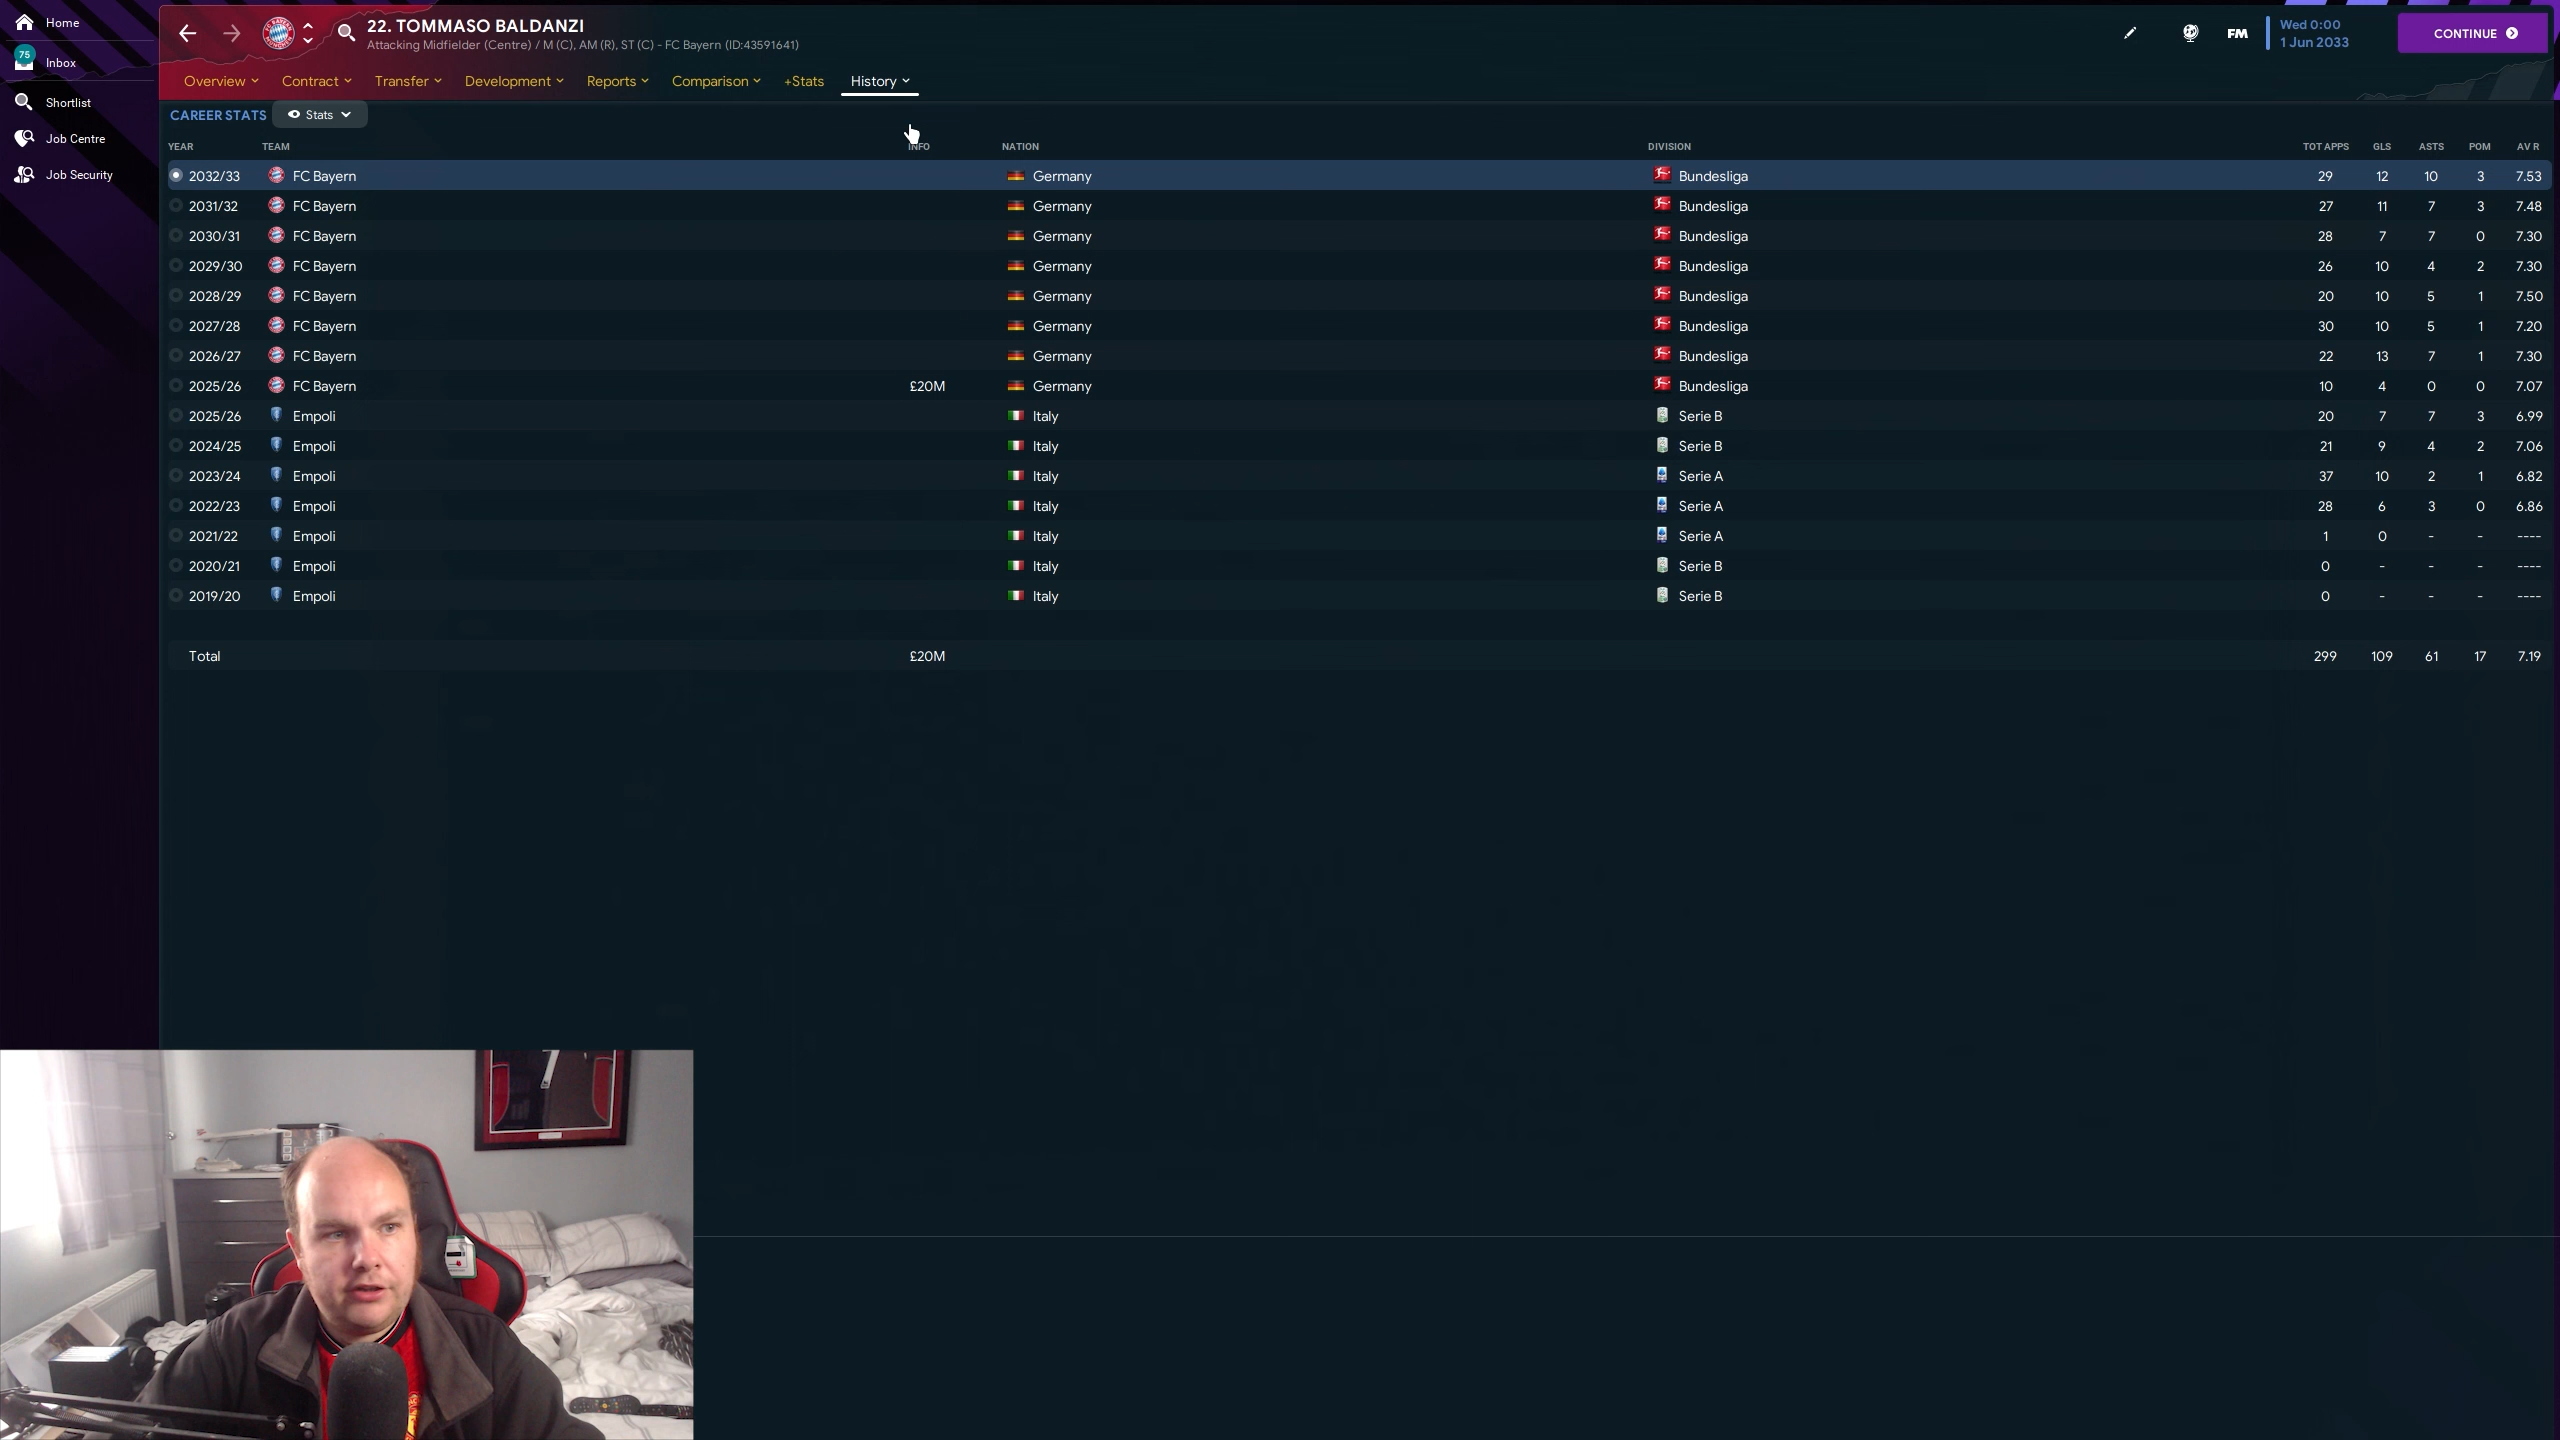 Home
75
Inbox
Shortlist
Job Centre
Job Security
22. TOMMASO BALDANZI
Attacking Midfielder (Centre) / M (C), AM (R), ST (C) - FC Bayern (ID:43591641)
FM
Wed 0:00
1 Jun 2033
CONTINUE
Overview Contract Transfer Development Reports Comparison +Stats History
CAREER STATS Stats
YEAR TEAM INFO NATION DIVISION TOT APPS GLS ASTS POM AV R
2032/33 FC Bayern Germany Bundesliga 29 12 10 3 7.53
2031/32 FC Bayern Germany Bundesliga 27 11 7 3 7.48
2030/31 FC Bayern Germany Bundesliga 28 7 7 0 7.30
2029/30 FC Bayern Germany Bundesliga 26 10 4 2 7.30
2028/29 FC Bayern Germany Bundesliga 20 10 5 1 7.50
2027/28 FC Bayern Germany Bundesliga 30 10 5 1 7.20
2026/27 FC Bayern Germany Bundesliga 22 13 7 1 7.30
2025/26 FC Bayern £20M Germany Bundesliga 10 4 0 0 7.07
2025/26 Empoli Italy Serie B 20 7 7 3 6.99
2024/25 Empoli Italy Serie B 21 9 4 2 7.06
2023/24 Empoli Italy Serie A 37 10 2 1 6.82
2022/23 Empoli Italy Serie A 28 6 3 0 6.86
2021/22 Empoli Italy Serie A 1 0 - - ----
2020/21 Empoli Italy Serie B 0 - - - ----
2019/20 Empoli Italy Serie B 0 - - - ----
Total £20M 299 109 61 17 7.19
7